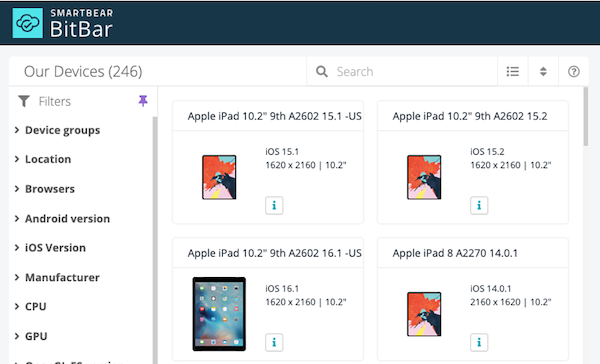 SMARTBEAR
BitBar
Our Devices (246)
Search
Filters
Device groups
Location
Browsers
Android version
iOS Version
Manufacturer
CPU
GPU
Apple iPad 10.2" 9th A2602 15.1 -US
iOS 15.1
1620 x 2160 | 10.2"
Apple iPad 10.2" 9th A2602 15.2
iOS 15.2
1620 x 2160 | 10.2"
Apple iPad 10.2" 9th A2602 16.1 -US
iOS 16.1
1620 x 2160 | 10.2"
Apple iPad 8 A2270 14.0.1
iOS 14.0.1
2160 x 1620 | 10.2"